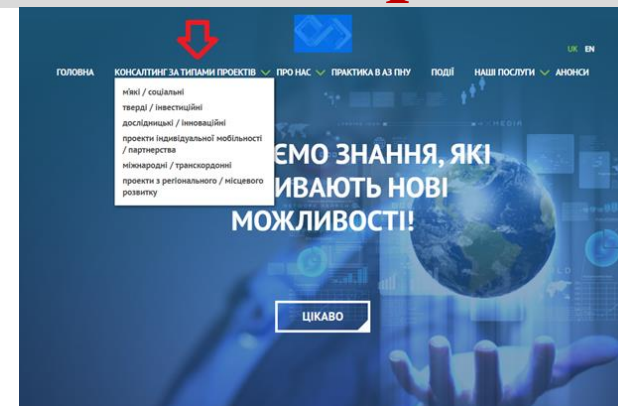 UK EN
ГОЛОВНА КОНСАЛТИНГ ЗА ТИПАМИ ПРОЕКТІВ ПРО НАС ПРАКТИКА В АЗ ПНУ ПОДІЇ НАШІ ПОСЛУГИ АНОНСИ
м'які / соціальні
тверді / інвестиційні
дослідницькі / інноваційні
проекти індивідуальної мобільності
/ партнерства
міжнародні / транскордонні
проекти з регіонального / місцевого
розвитку
ЄМО ЗНАННЯ, ЯКІ
ИВАЮТЬ НОВІ
МОЖЛИВОСТІ!
ЦІКАВО